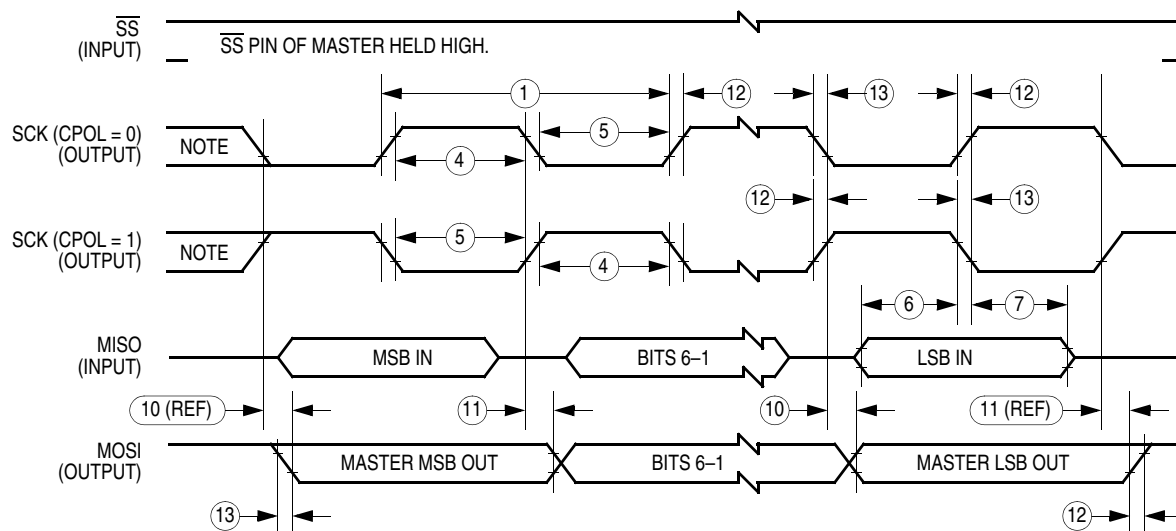 SS
(INPUT)
SS PIN OF MASTER HELD HIGH.
1
12
13
12
SCK (CPOL = 0)
(OUTPUT)
NOTE
5
4
12
13
SCK (CPOL = 1)
(OUTPUT)
NOTE
5
4
6
7
MISO
(INPUT)
MSB IN
BITS 6–1
LSB IN
10 (REF)
11
10
11 (REF)
MOSI
(OUTPUT)
MASTER MSB OUT
BITS 6–1
MASTER LSB OUT
13
12